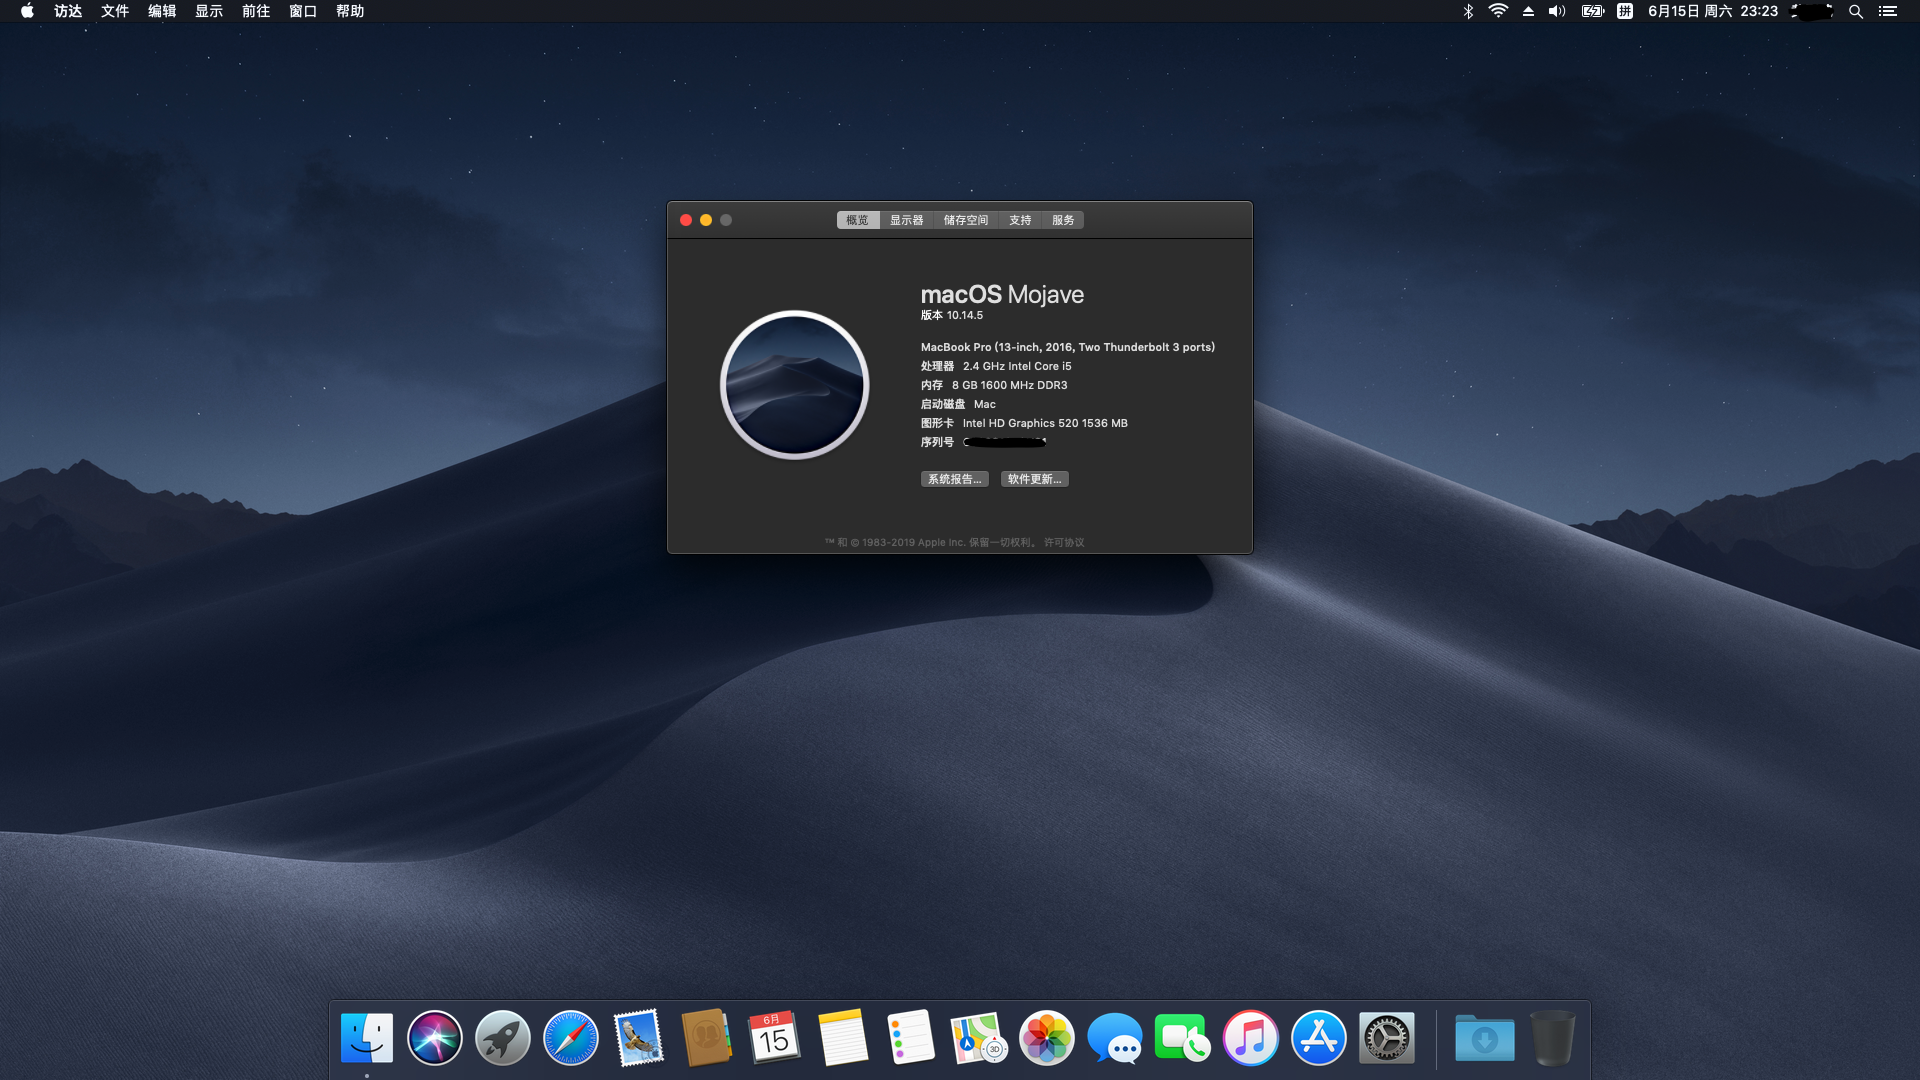 访达 文件 编辑 显示 前往 窗口 帮助
拼 6月15日 周六 23:23
概览 显示器 储存空间 支持 服务
macOS Mojave
版本 10.14.5
MacBook Pro (13-inch, 2016, Two Thunderbolt 3 ports)
处理器 2.4 GHz Intel Core i5
内存 8 GB 1600 MHz DDR3
启动磁盘 Mac
图形卡 Intel HD Graphics 520 1536 MB
序列号
系统报告... 软件更新...
™ 和 © 1983-2019 Apple Inc. 保留一切权利。 许可协议
6月
15
3D